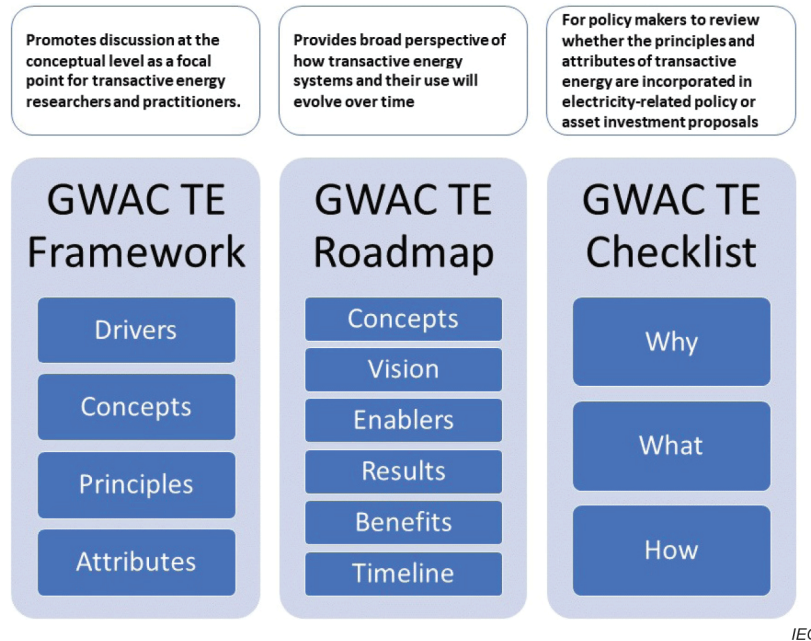 Promotes discussion at the
conceptual level as a focal
point for transactive energy
researchers and practitioners.
Provides broad perspective of
how transactive energy
systems and their use will
evolve over time
For policy makers to review
whether the principles and
attributes of transactive
energy are incorporated in
electricity-related policy or
asset investment proposals
GWAC TE
Framework
Drivers
Concepts
Principles
Attributes
GWAC TE
Roadmap
Concepts
Vision
Enablers
Results
Benefits
Timeline
GWAC TE
Checklist
Why
What
How